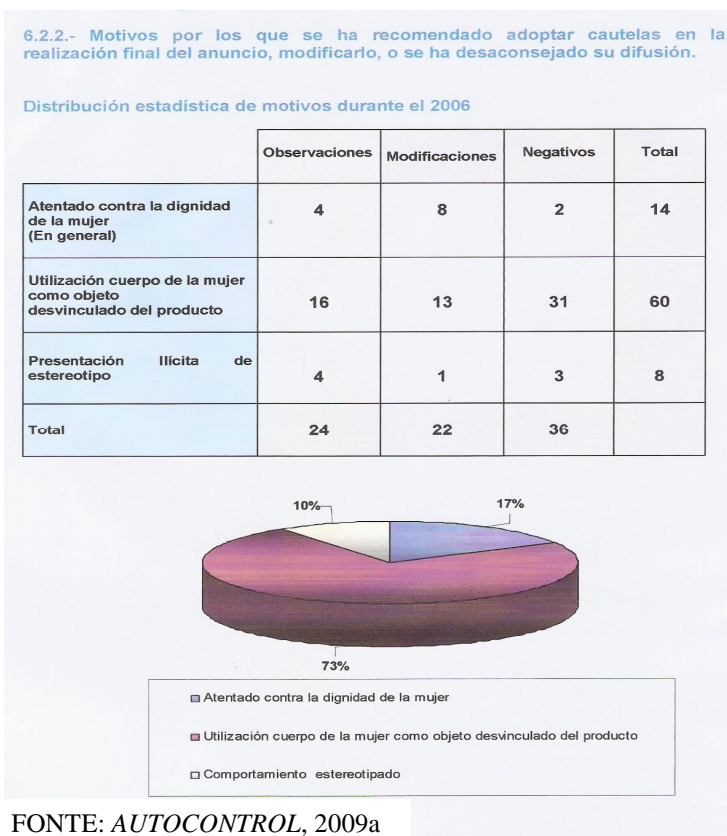 6.2.2.- Motivos por los que se ha recomendado adoptar cautelas en la
realización final del anuncio, modificarlo, o se ha desaconsejado su difusión.
Distribución estadística de motivos durante el 2006
Observaciones Modificaciones Negativos Total
Atentado contra la dignidad
de la mujer
(En general)
4 8 2 14
Utilización cuerpo de la mujer
como objeto
desvinculado del producto
16 13 31 60
Presentación Ilícita de
estereotipo
4 1 3 8
Total 24 22 36
10% 17%
73%
Atentado contra la dignidad de la mujer
Utilización cuerpo de la mujer como objeto desvinculado del producto
Comportamiento estereotipado
FONTE: AUTOCONTROL, 2009a